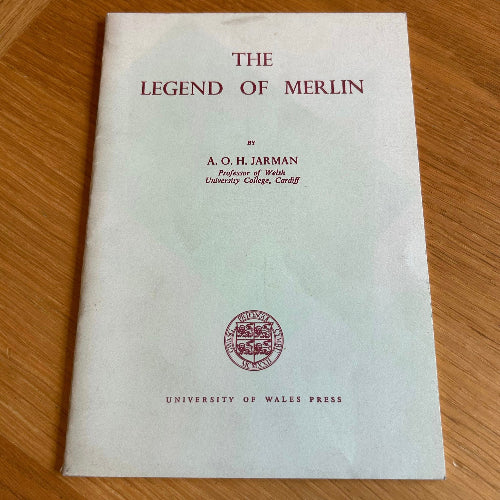 THE
LEGEND OF MERLIN
BY
A. O. H. JARMAN
Professor of Welsh
University College, Cardiff
UNIVERSITY OF WALES PRESS